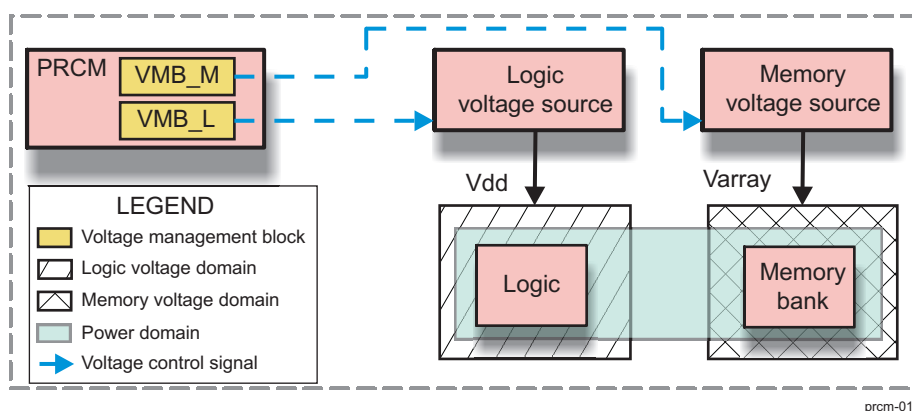 PRCM
VMB_M
VMB_L
Logic
voltage source
Memory
voltage source
Vdd
Varray
LEGEND
Voltage management block
Logic voltage domain
Memory voltage domain
Power domain
Voltage control signal
Logic
Memory
bank
prcm-01